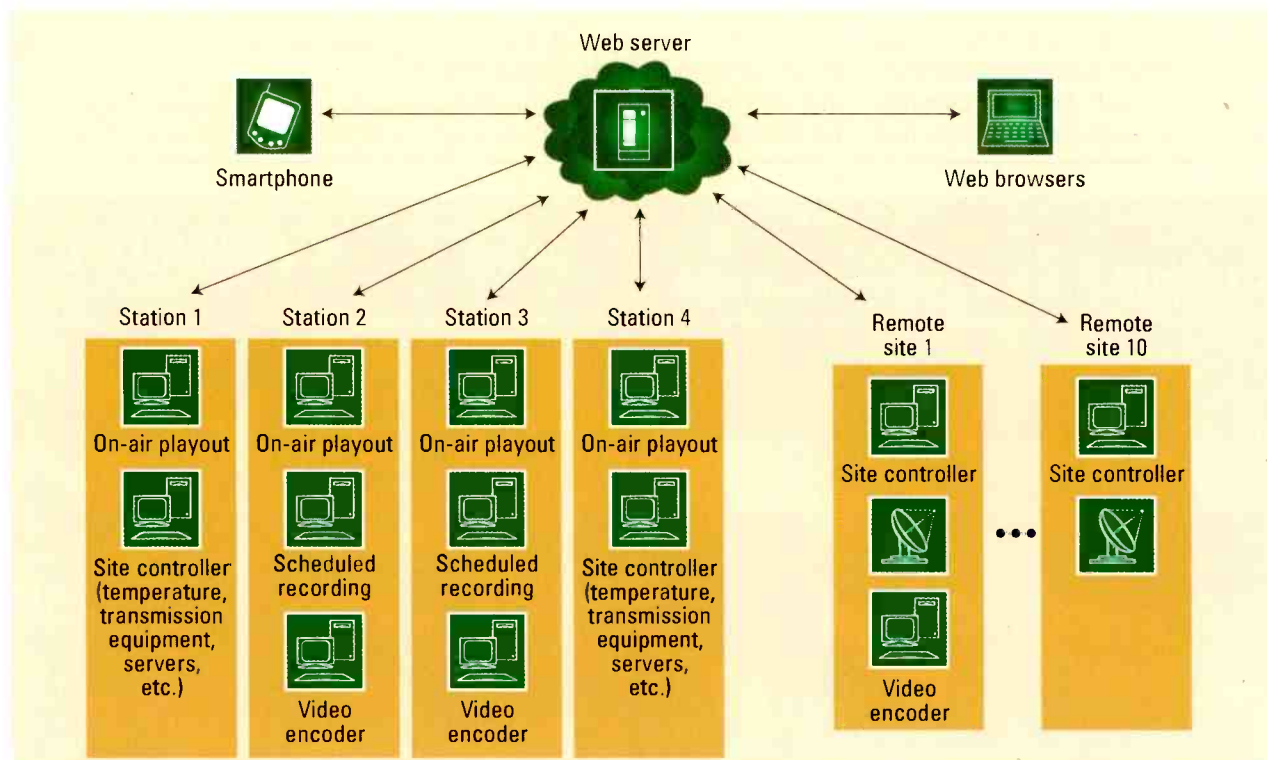 Web server
Smartphone
Web browsers
Station 1
On-air playout
Site controller
(temperature,
transmission
equipment,
servers,
etc.)
Station 2
On-air playout
Scheduled
recording
Video
encoder
Station 3
On-air playout
Scheduled
recording
Video
encoder
Station 4
On-air playout
Site controller
(temperature,
transmission
equipment,
servers,
etc.)
Remote
site 1
Site controller
Video
encoder
Remote
site 10
Site controller